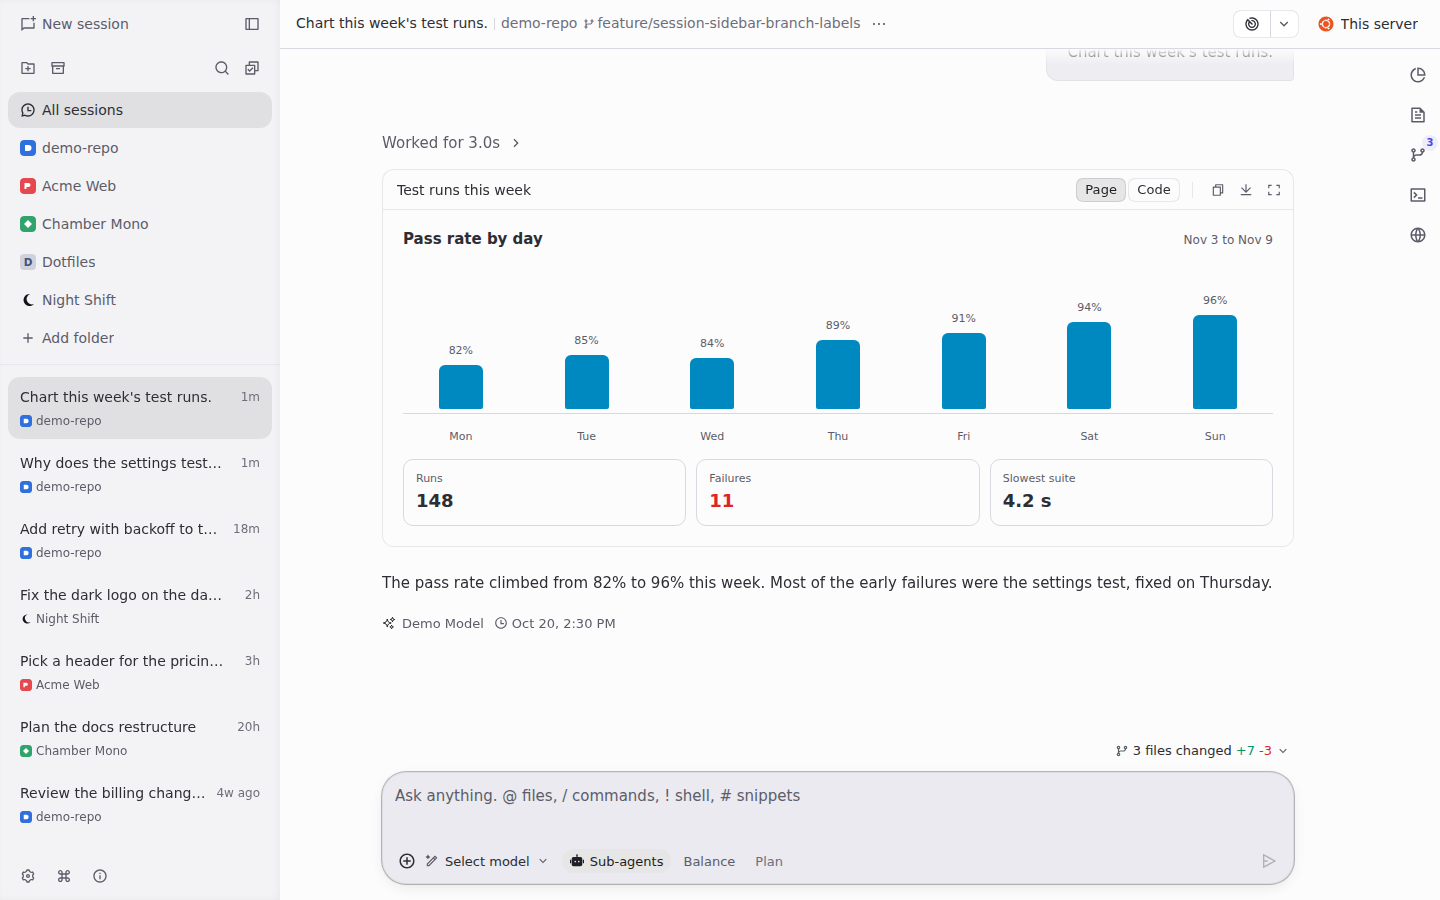 New session
All sessions
demo-repo
Acme Web
Chamber Mono
D Dotfiles
Night Shift
Add folder
Chart this week's test runs. 1m
demo-repo
Why does the settings test... 1m
demo-repo
Add retry with backoff to t... 18m
demo-repo
Fix the dark logo on the da... 2h
Night Shift
Pick a header for the pricin... 3h
Acme Web
Plan the docs restructure 20h
Chamber Mono
Review the billing chang... 4w ago
demo-repo
Chart this week's test runs. demo-repo feature/session-sidebar-branch-labels
This server
Chart this week's test runs.
3
Worked for 3.0s
Test runs this week Page Code
Pass rate by day Nov 3 to Nov 9
82% 85% 84% 89% 91% 94% 96%
Mon Tue Wed Thu Fri Sat Sun
Runs Failures Slowest suite
148 11 4.2 s
The pass rate climbed from 82% to 96% this week. Most of the early failures were the settings test, fixed on Thursday.
Demo Model Oct 20, 2:30 PM
3 files changed +7 -3
Ask anything. @ files, / commands, ! shell, # snippets
Select model Sub-agents Balance Plan